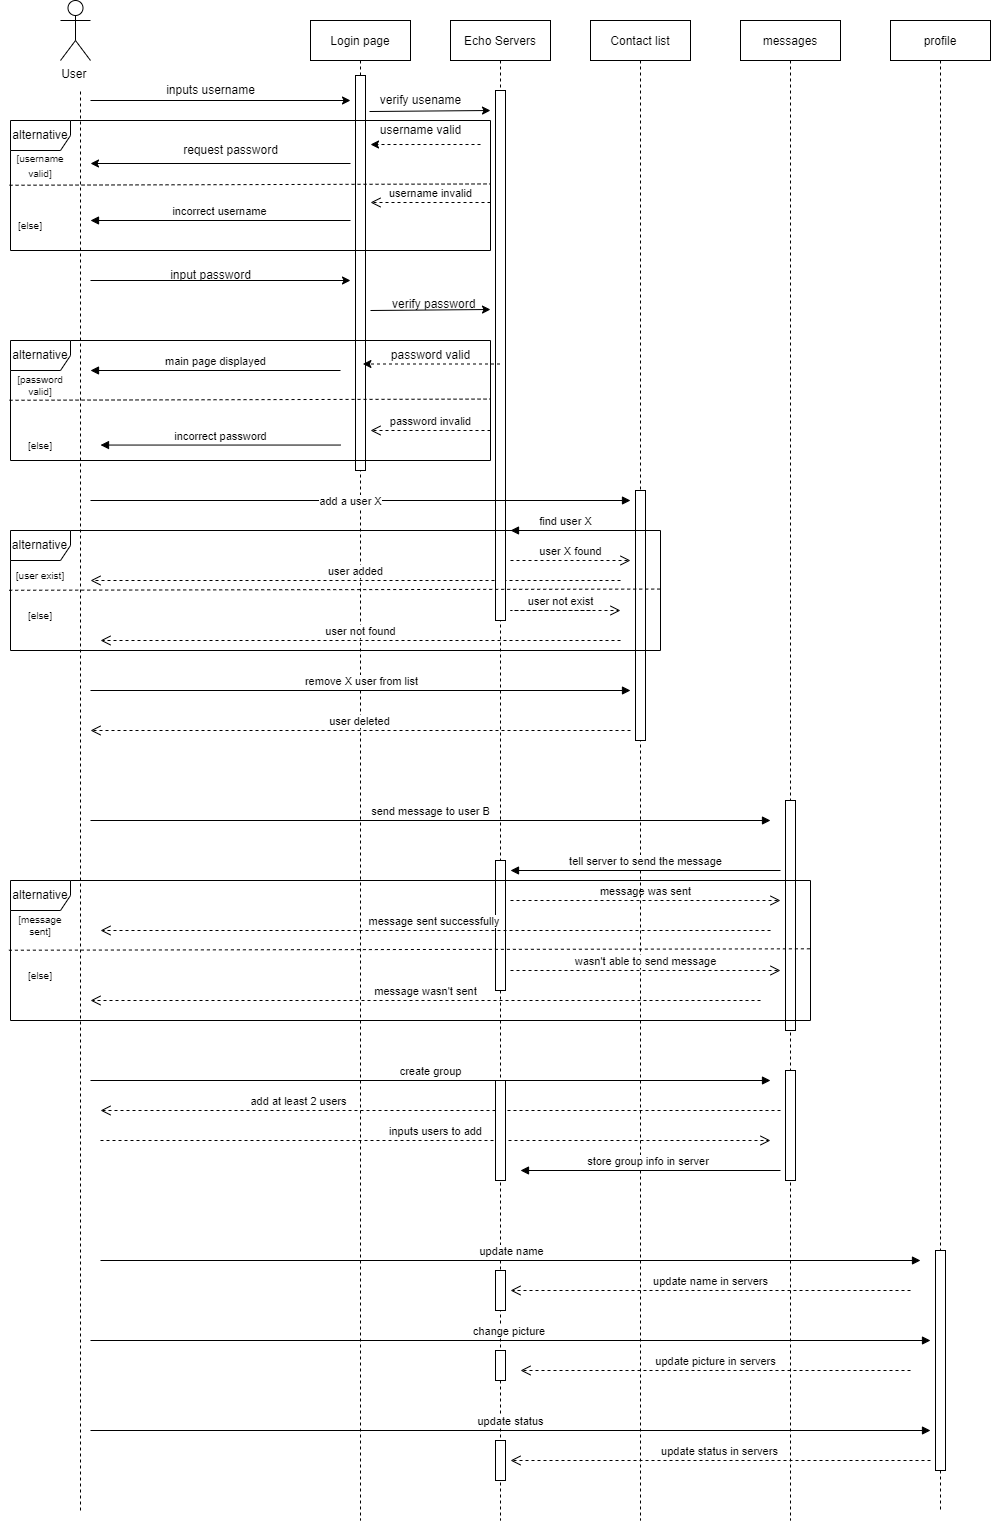 User
Login page
Echo Servers
Contact list
messages
profile
inputs username
verify usename
alternative
username valid
request password
[username
valid]
username invalid
incorrect username
[else]
input password
verify password
alternative
password valid
main page displayed
[password
valid]
password invalid
incorrect password
[else]
add a user X
find user X
alternative
user X found
user added
[user exist]
user not exist
[else]
user not found
remove X user from list
user deleted
send message to user B
tell server to send the message
alternative
message was sent
[message
sent]
message sent successfully
wasn't able to send message
[else]
message wasn't sent
create group
add at least 2 users
inputs users to add
store group info in server
update name
update name in servers
change picture
update picture in servers
update status
update status in servers